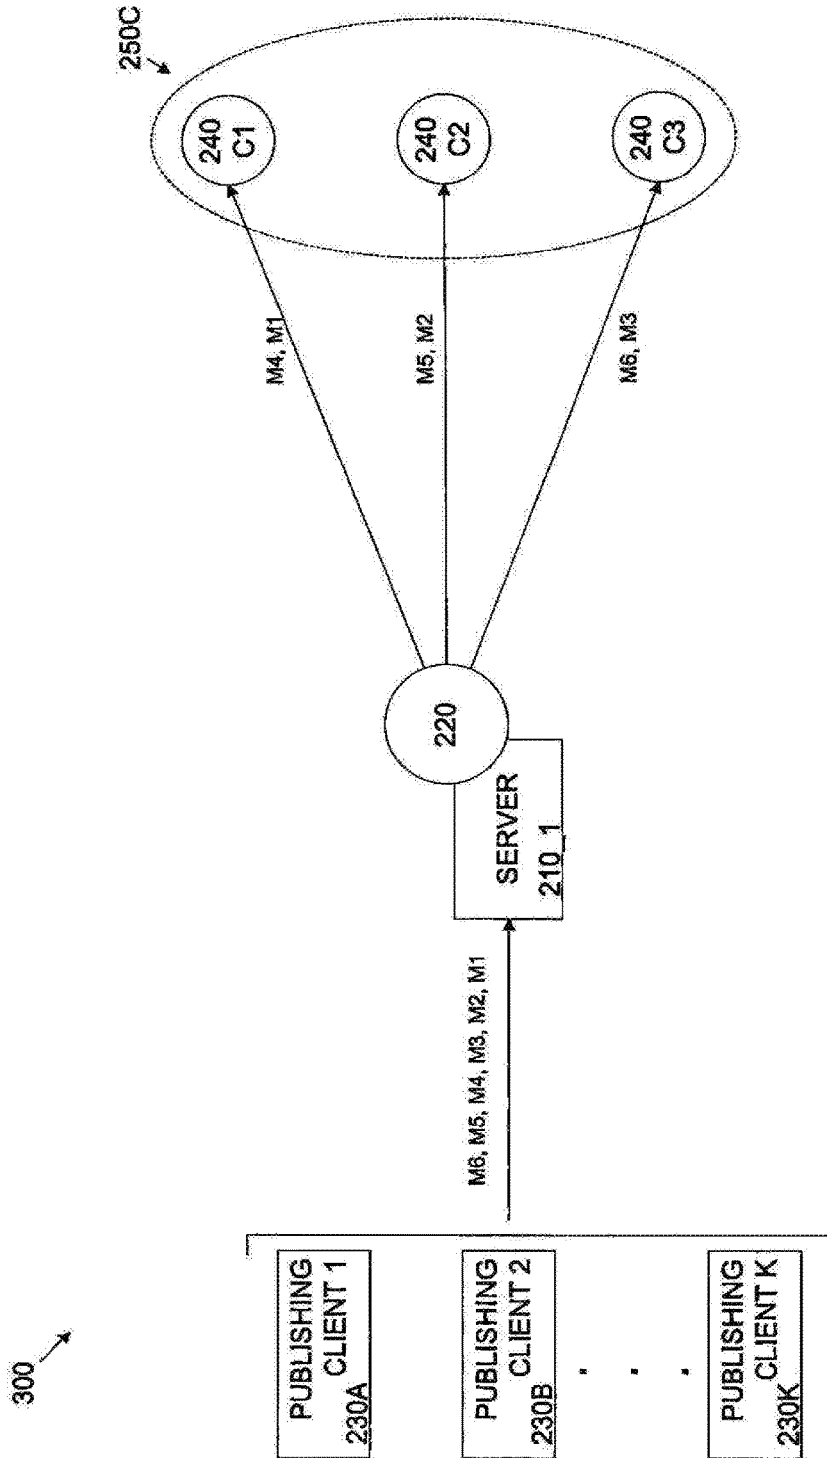 300
PUBLISHING
CLIENT 1
230A
PUBLISHING
CLIENT 2
230B
. . .
PUBLISHING
CLIENT K
230K
M6, M5, M4, M3, M2, M1
SERVER
210_1
220
M4, M1
M5, M2
M6, M3
250C
240
C1
240
C2
240
C3